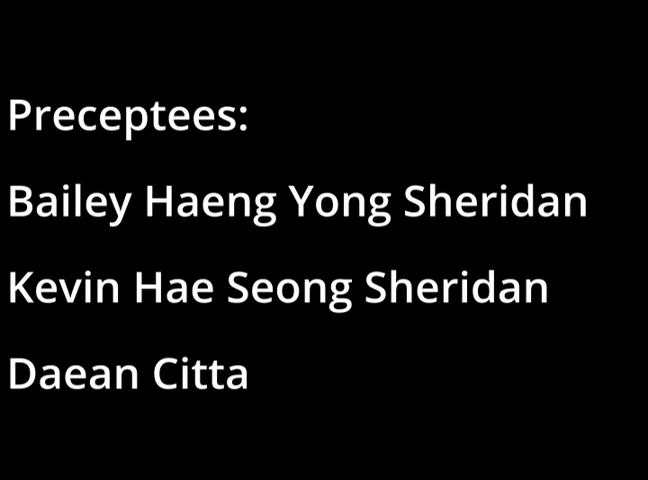 Preceptees:
Bailey Haeng Yong Sheridan
Kevin Hae Seong Sheridan
Daean Citta